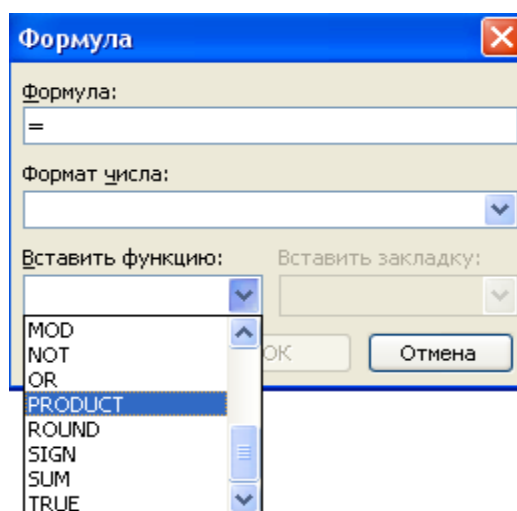 Формула
Формула:
=
Формат числа:
Вставить функцию: Вставить закладку:
MOD
NOT
OR
PRODUCT
ROUND
SIGN
SUM
TRUE
ОК Отмена